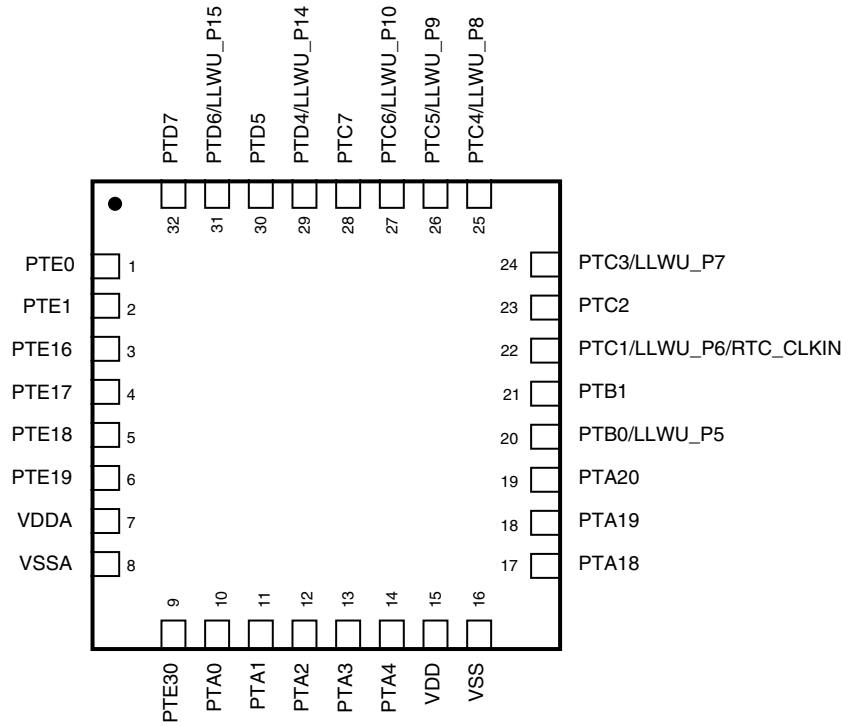 PTD7
PTD6/LLWU_P15
PTD5
PTD4/LLWU_P14
PTC7
PTC6/LLWU_P10
PTC5/LLWU_P9
PTC4/LLWU_P8
32
31
30
29
28
27
26
25
PTE0 1
PTE1 2
PTE16 3
PTE17 4
PTE18 5
PTE19 6
VDDA 7
VSSA 8
24 PTC3/LLWU_P7
23 PTC2
22 PTC1/LLWU_P6/RTC_CLKIN
21 PTB1
20 PTB0/LLWU_P5
19 PTA20
18 PTA19
17 PTA18
9
10
11
12
13
14
15
16
PTE30
PTA0
PTA1
PTA2
PTA3
PTA4
VDD
VSS